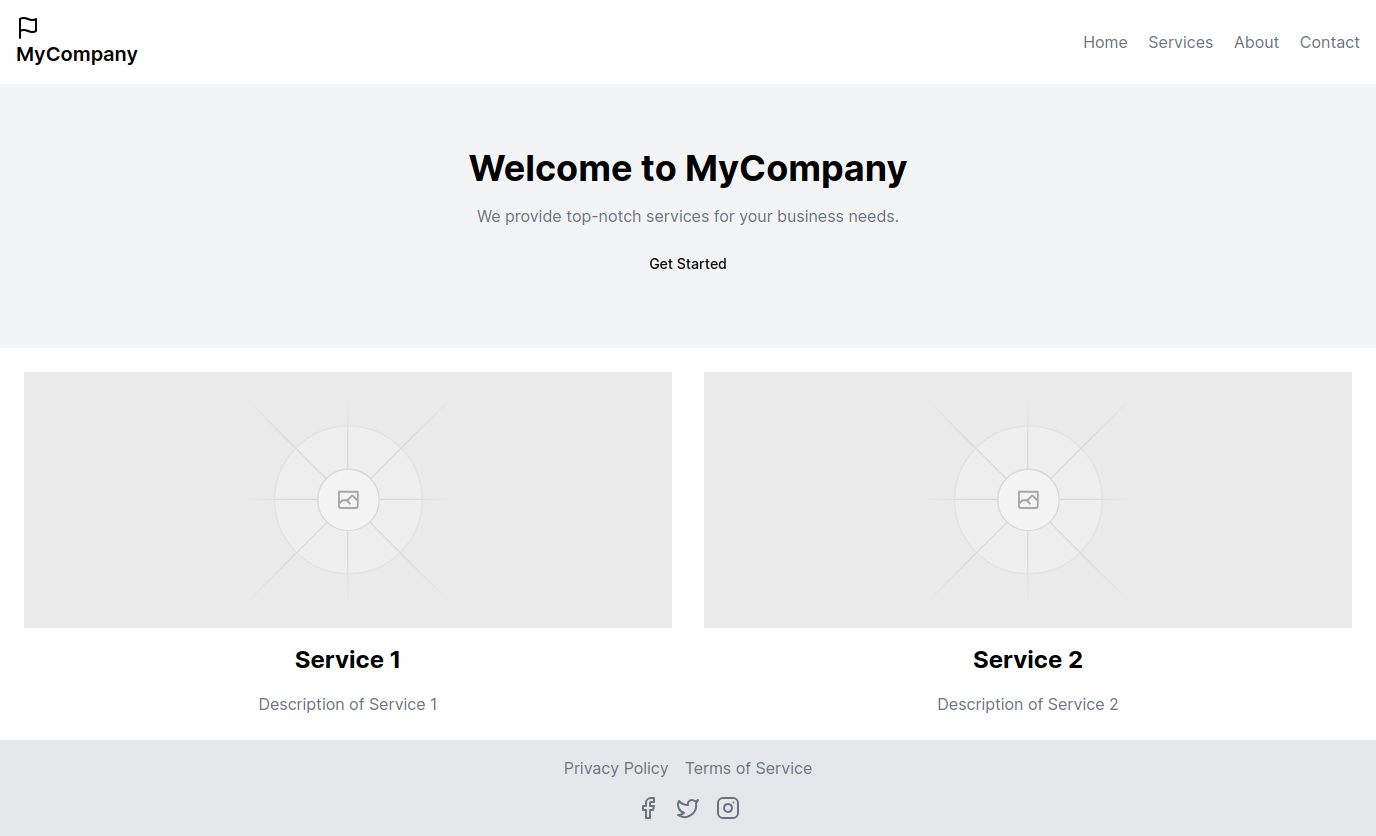 MyCompany
Home Services About Contact
Welcome to MyCompany
We provide top-notch services for your business needs.
Get Started
Service 1
Description of Service 1
Service 2
Description of Service 2
Privacy Policy Terms of Service